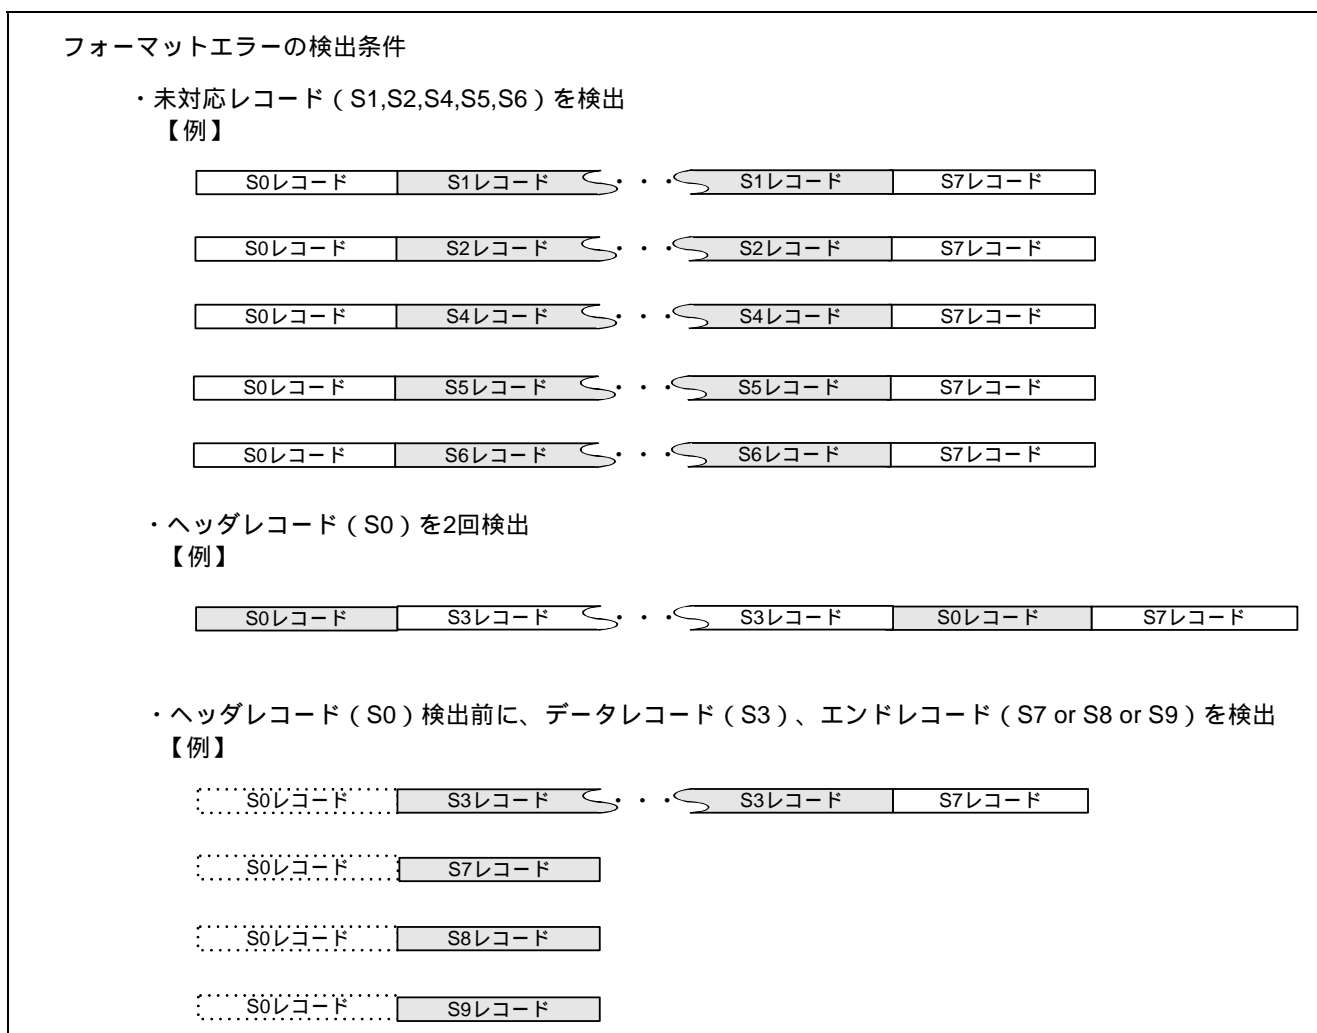 フォーマットエラーの検出条件
・未対応レコード（S1,S2,S4,S5,S6）を検出
【例】
S0レコード S1レコード ・・・ S1レコード S7レコード
S0レコード S2レコード ・・・ S2レコード S7レコード
S0レコード S4レコード ・・・ S4レコード S7レコード
S0レコード S5レコード ・・・ S5レコード S7レコード
S0レコード S6レコード ・・・ S6レコード S7レコード
・ヘッダレコード（S0）を2回検出
【例】
S0レコード S3レコード ・・・ S3レコード S0レコード S7レコード
・ヘッダレコード（S0）検出前に、データレコード（S3）、エンドレコード（S7 or S8 or S9）を検出
【例】
S0レコード S3レコード ・・・ S3レコード S7レコード
S0レコード S7レコード
S0レコード S8レコード
S0レコード S9レコード